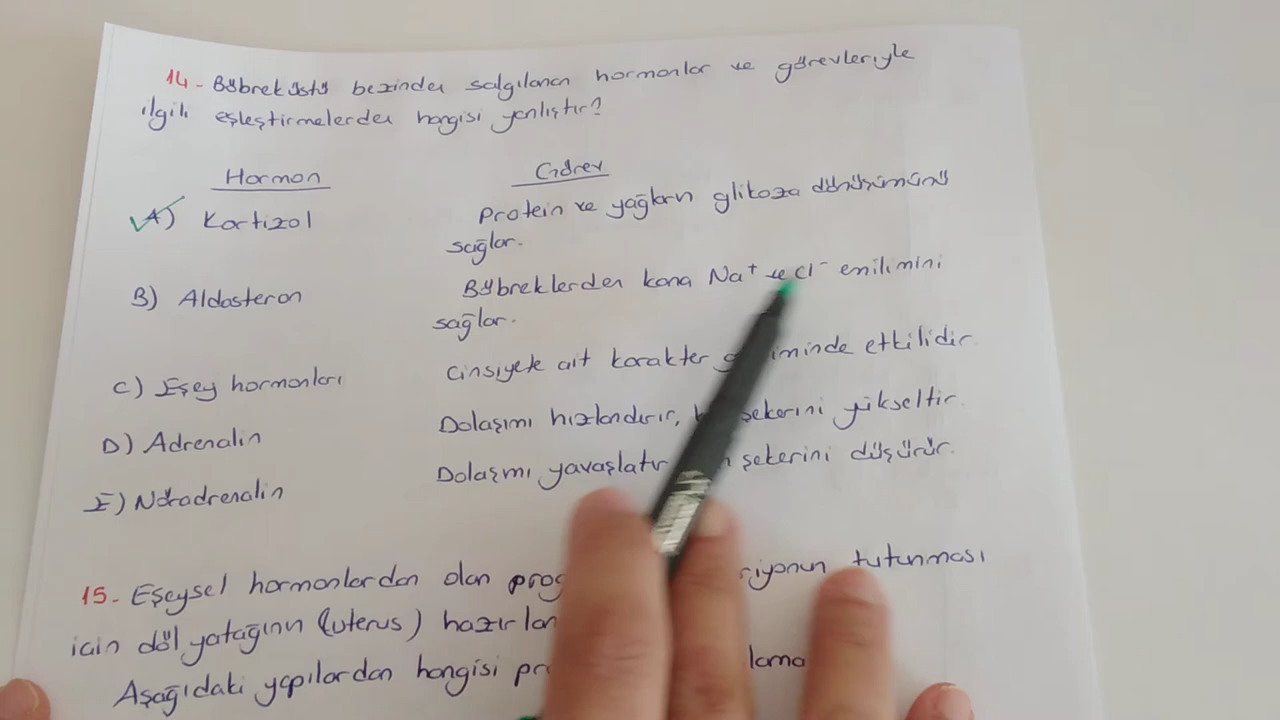 14- Böbrek üstü bezinden salgılanan hormonlar ve görevleriyle
ilgili eşleştirmelerden hangisi yanlıştır?
Hormon Görev
A) Kortizol Protein ve yağların glikoza dönüşümünü
sağlar.
B) Aldosteron Böbreklerden kana Na⁺ ve Cl⁻ emilimini
sağlar.
C) Eşey hormonları Cinsiyete ait karakter iminde etkilidir.
D) Adrenalin Dolaşımı hızlandırır, şekerini yükseltir.
E) Nöradrenalin Dolaşımı yavaşlatır şekerini düşürür.
15- Eşeysel hormonlardan olan pro riyonun tutunması
için döl yatağının (uterus) hazırlan
Aşağıdaki yapılardan hangisi pr lama